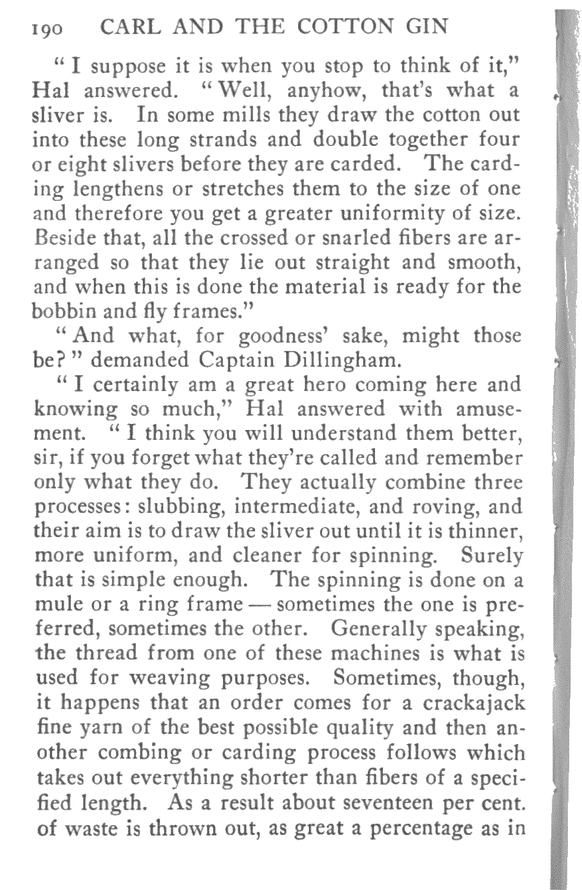 190 CARL AND THE COTTON GIN
“ I suppose it is when you stop to think of it,”
Hal answered. “ Well, anyhow, that’s what a
sliver is. In some mills they draw the cotton out
into these long strands and double together four
or eight slivers before they are carded. The card-
ing lengthens or stretches them to the size of one
and therefore you get a greater uniformity of size.
Beside that, all the crossed or snarled fibers are ar-
ranged so that they lie out straight and smooth,
and when this is done the material is ready for the
bobbin and fly frames.”
“ And what, for goodness’ sake, might those
be? ” demanded Captain Dillingham.
“ I certainly am a great hero coming here and
knowing so much,” Hal answered with amuse-
ment. “ I think you will understand them better,
sir, if you forget what they’re called and remember
only what they do. They actually combine three
processes: slubbing, intermediate, and roving, and
their aim is to draw the sliver out until it is thinner,
more uniform, and cleaner for spinning. Surely
that is simple enough. The spinning is done on a
mule or a ring frame — sometimes the one is pre-
ferred, sometimes the other. Generally speaking,
the thread from one of these machines is what is
used for weaving purposes. Sometimes, though,
it happens that an order comes for a crackajack
fine yarn of the best possible quality and then an-
other combing or carding process follows which
takes out everything shorter than fibers of a speci-
fied length. As a result about seventeen per cent.
of waste is thrown out, as great a percentage as in